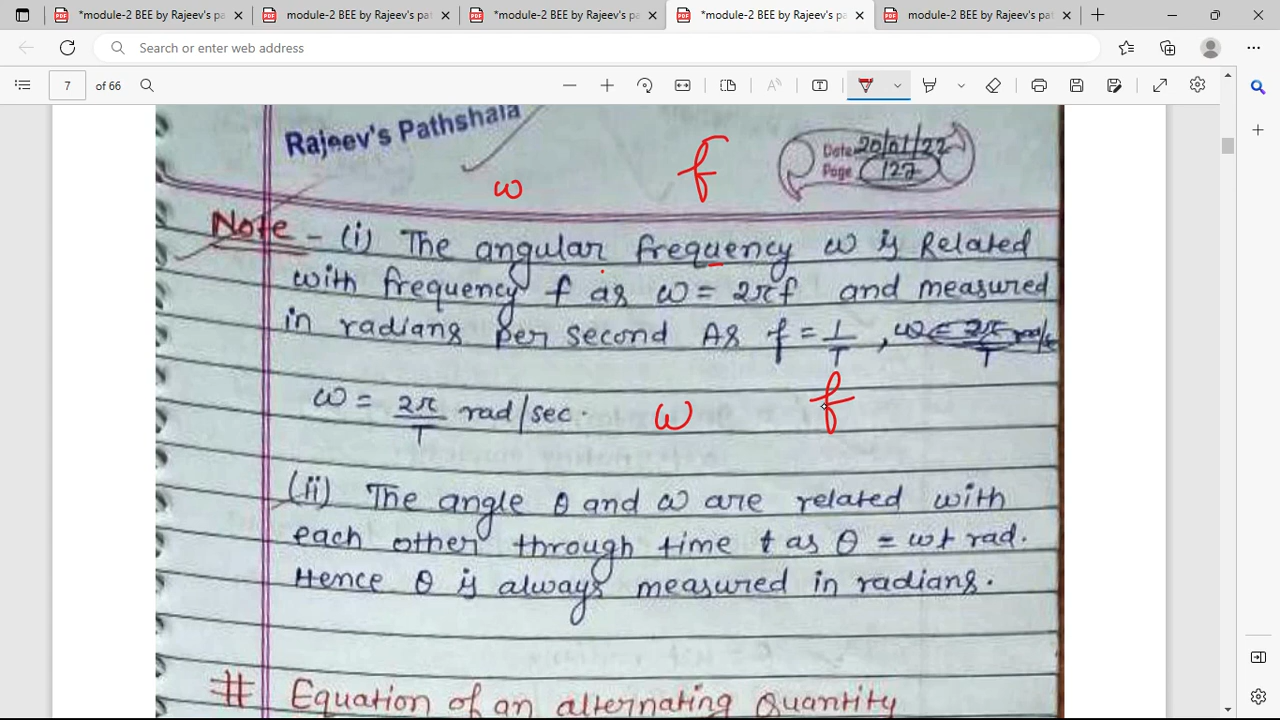 *module-2 BEE by Rajeev's pa
module-2 BEE by Rajeev's pat
*module-2 BEE by Rajeev's pa
*module-2 BEE by Rajeev's pa
module-2 BEE by Rajeev's pat
Search or enter web address
7 of 66
Rajeev's Pathshala
Date 20/01/22
Page 127
ω f
Note - (i) The angular frequency ω is Related
with frequency f as ω = 2πf and measured
in radians per second As f = 1/T , ω = 2π/T rad/s
ω = 2π/T rad/sec. ω f
(ii) The angle θ and ω are related with
each other through time t as θ = ωt rad.
Hence θ is always measured in radians.
# Equation of an alternating Quantity